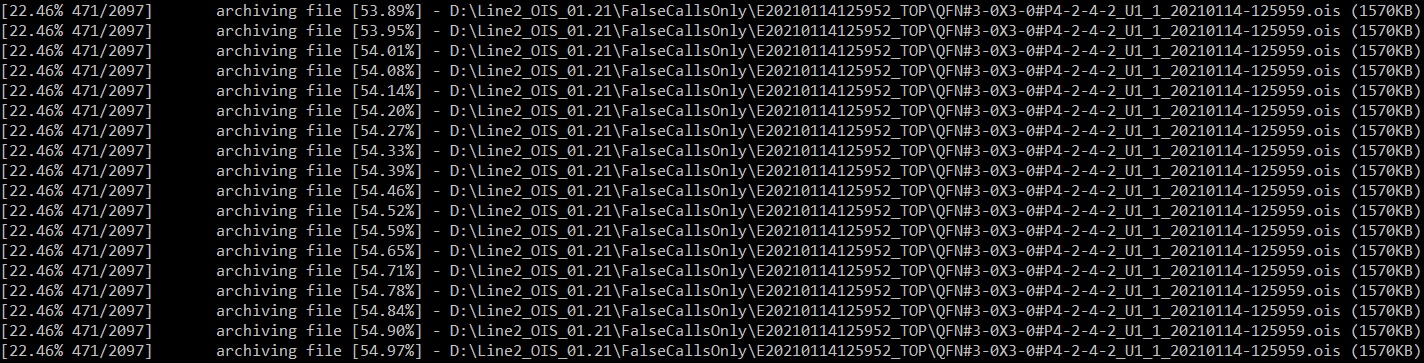 [22.46% 471/2097]       archiving file [53.89%] - D:\Line2_OIS_01.21\FalseCallsOnly\E20210114125952_TOP\QFN#3-0X3-0#P4-2-4-2_U1_1_20210114-125959.ois (1570KB)
[22.46% 471/2097]       archiving file [53.95%] - D:\Line2_OIS_01.21\FalseCallsOnly\E20210114125952_TOP\QFN#3-0X3-0#P4-2-4-2_U1_1_20210114-125959.ois (1570KB)
[22.46% 471/2097]       archiving file [54.01%] - D:\Line2_OIS_01.21\FalseCallsOnly\E20210114125952_TOP\QFN#3-0X3-0#P4-2-4-2_U1_1_20210114-125959.ois (1570KB)
[22.46% 471/2097]       archiving file [54.08%] - D:\Line2_OIS_01.21\FalseCallsOnly\E20210114125952_TOP\QFN#3-0X3-0#P4-2-4-2_U1_1_20210114-125959.ois (1570KB)
[22.46% 471/2097]       archiving file [54.14%] - D:\Line2_OIS_01.21\FalseCallsOnly\E20210114125952_TOP\QFN#3-0X3-0#P4-2-4-2_U1_1_20210114-125959.ois (1570KB)
[22.46% 471/2097]       archiving file [54.20%] - D:\Line2_OIS_01.21\FalseCallsOnly\E20210114125952_TOP\QFN#3-0X3-0#P4-2-4-2_U1_1_20210114-125959.ois (1570KB)
[22.46% 471/2097]       archiving file [54.27%] - D:\Line2_OIS_01.21\FalseCallsOnly\E20210114125952_TOP\QFN#3-0X3-0#P4-2-4-2_U1_1_20210114-125959.ois (1570KB)
[22.46% 471/2097]       archiving file [54.33%] - D:\Line2_OIS_01.21\FalseCallsOnly\E20210114125952_TOP\QFN#3-0X3-0#P4-2-4-2_U1_1_20210114-125959.ois (1570KB)
[22.46% 471/2097]       archiving file [54.39%] - D:\Line2_OIS_01.21\FalseCallsOnly\E20210114125952_TOP\QFN#3-0X3-0#P4-2-4-2_U1_1_20210114-125959.ois (1570KB)
[22.46% 471/2097]       archiving file [54.46%] - D:\Line2_OIS_01.21\FalseCallsOnly\E20210114125952_TOP\QFN#3-0X3-0#P4-2-4-2_U1_1_20210114-125959.ois (1570KB)
[22.46% 471/2097]       archiving file [54.52%] - D:\Line2_OIS_01.21\FalseCallsOnly\E20210114125952_TOP\QFN#3-0X3-0#P4-2-4-2_U1_1_20210114-125959.ois (1570KB)
[22.46% 471/2097]       archiving file [54.59%] - D:\Line2_OIS_01.21\FalseCallsOnly\E20210114125952_TOP\QFN#3-0X3-0#P4-2-4-2_U1_1_20210114-125959.ois (1570KB)
[22.46% 471/2097]       archiving file [54.65%] - D:\Line2_OIS_01.21\FalseCallsOnly\E20210114125952_TOP\QFN#3-0X3-0#P4-2-4-2_U1_1_20210114-125959.ois (1570KB)
[22.46% 471/2097]       archiving file [54.71%] - D:\Line2_OIS_01.21\FalseCallsOnly\E20210114125952_TOP\QFN#3-0X3-0#P4-2-4-2_U1_1_20210114-125959.ois (1570KB)
[22.46% 471/2097]       archiving file [54.78%] - D:\Line2_OIS_01.21\FalseCallsOnly\E20210114125952_TOP\QFN#3-0X3-0#P4-2-4-2_U1_1_20210114-125959.ois (1570KB)
[22.46% 471/2097]       archiving file [54.84%] - D:\Line2_OIS_01.21\FalseCallsOnly\E20210114125952_TOP\QFN#3-0X3-0#P4-2-4-2_U1_1_20210114-125959.ois (1570KB)
[22.46% 471/2097]       archiving file [54.90%] - D:\Line2_OIS_01.21\FalseCallsOnly\E20210114125952_TOP\QFN#3-0X3-0#P4-2-4-2_U1_1_20210114-125959.ois (1570KB)
[22.46% 471/2097]       archiving file [54.97%] - D:\Line2_OIS_01.21\FalseCallsOnly\E20210114125952_TOP\QFN#3-0X3-0#P4-2-4-2_U1_1_20210114-125959.ois (1570KB)